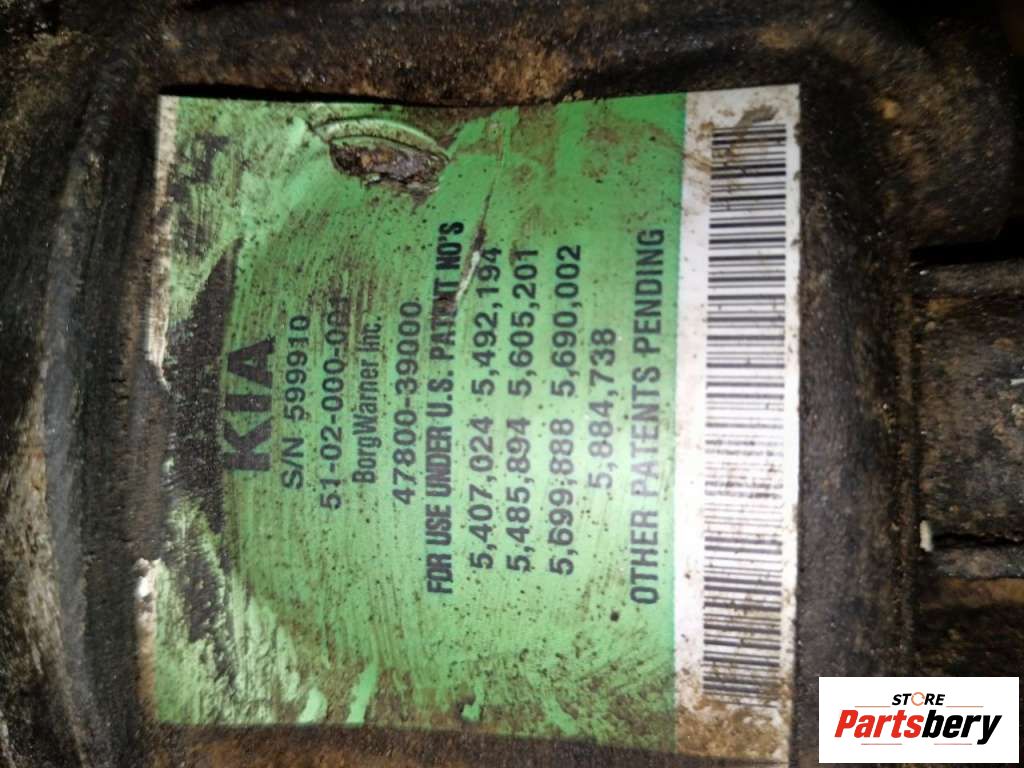 KIA
S/N 599910
51-02-000-001
BorgWarner Inc.
47800-39000
FOR USE UNDER U.S. PATENT NO'S
5,407,024 5,492,194
5,485,894 5,605,201
5,699,888 5,690,002
5,884,738
OTHER PATENTS PENDING
STORE
Partsbery